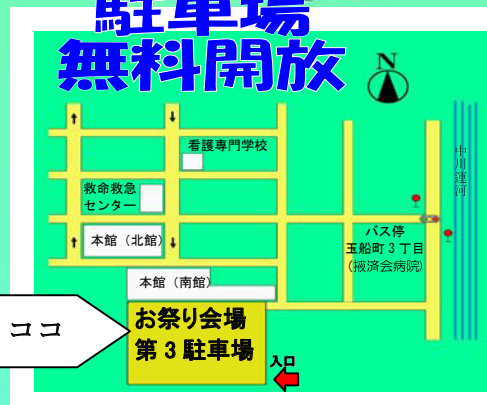 駐車場
無料開放
N
看護専門学校
中川運河
救命救急
センター
本館（北館）
バス停
玉船町3丁目
(掖済会病院)
本館（南館）
ココ
お祭り会場
第3駐車場
入口